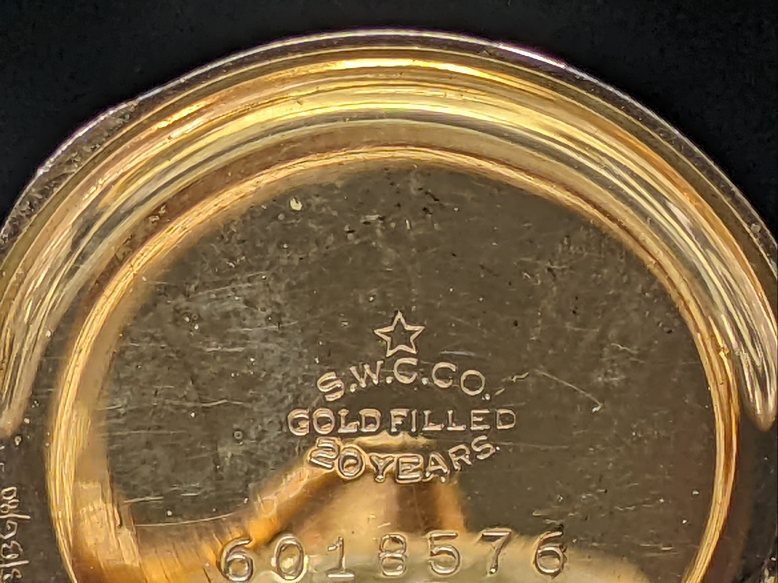 S.W.C.CO.
GOLD FILLED
20 YEARS.
6018576